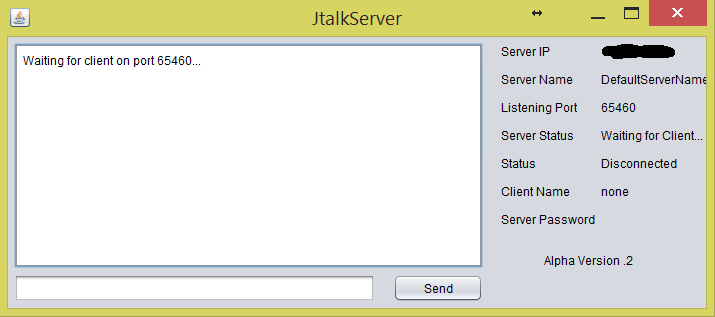 JtalkServer
Waiting for client on port 65460...
Server IP
Server Name DefaultServerName
Listening Port 65460
Server Status Waiting for Client...
Status Disconnected
Client Name none
Server Password
Alpha Version .2
Send